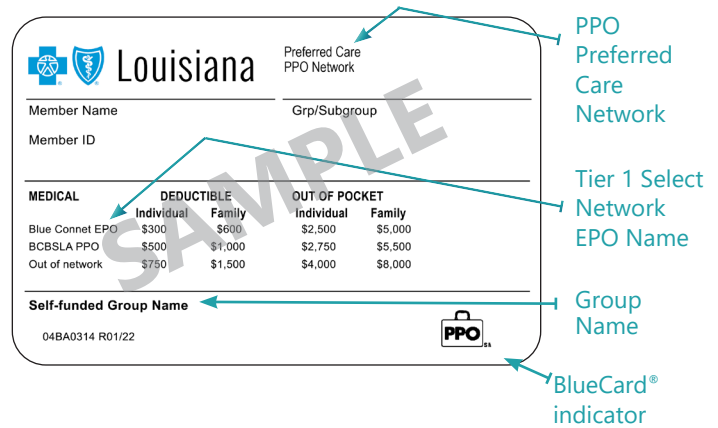 Louisiana
Preferred Care
PPO Network
Member Name
Grp/Subgroup
Member ID
SAMPLE
MEDICAL DEDUCTIBLE OUT OF POCKET
Individual Family Individual Family
Blue Connet EPO $300 $600 $2,500 $5,000
BCBSLA PPO $500 $1,000 $2,750 $5,500
Out of network $750 $1,500 $4,000 $8,000
Self-funded Group Name
04BA0314 R01/22
PPO
SA
PPO
Preferred
Care
Network
Tier 1 Select
Network
EPO Name
Group
Name
BlueCard®
indicator